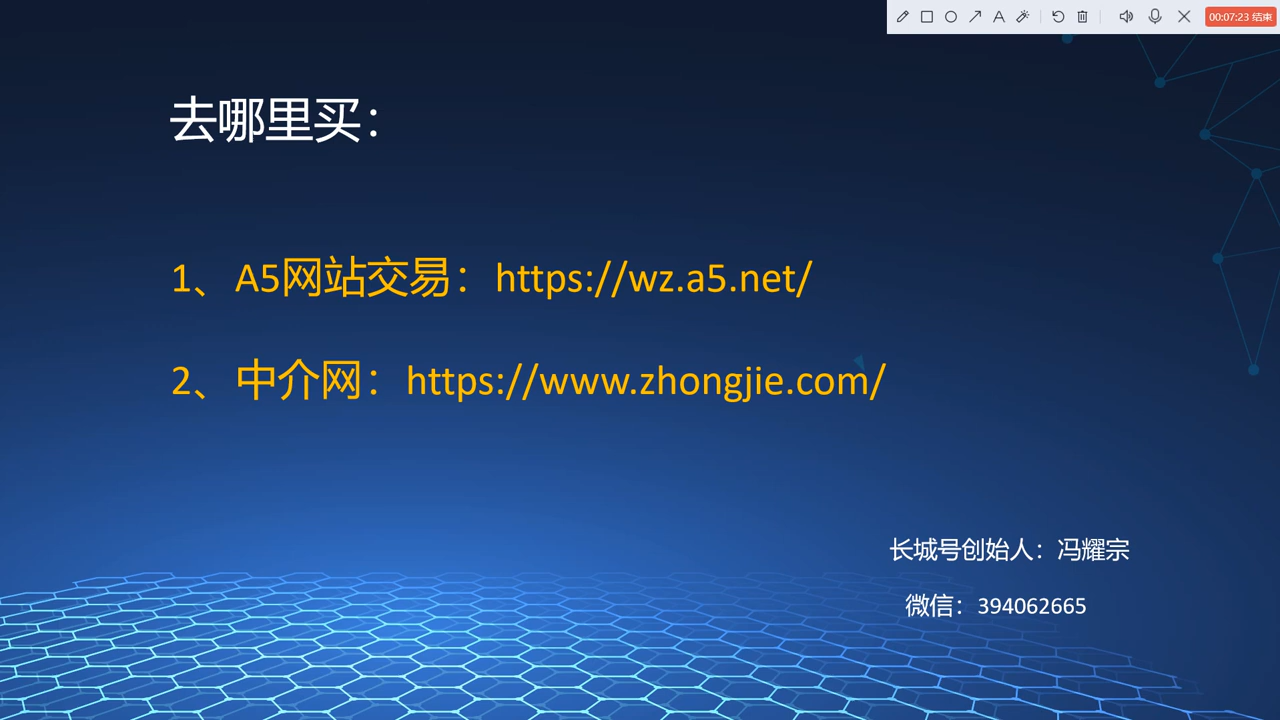 00:07:23 结束
去哪里买：
1、A5网站交易：https://wz.a5.net/
2、中介网：https://www.zhongjie.com/
长城号创始人：冯耀宗
微信：394062665